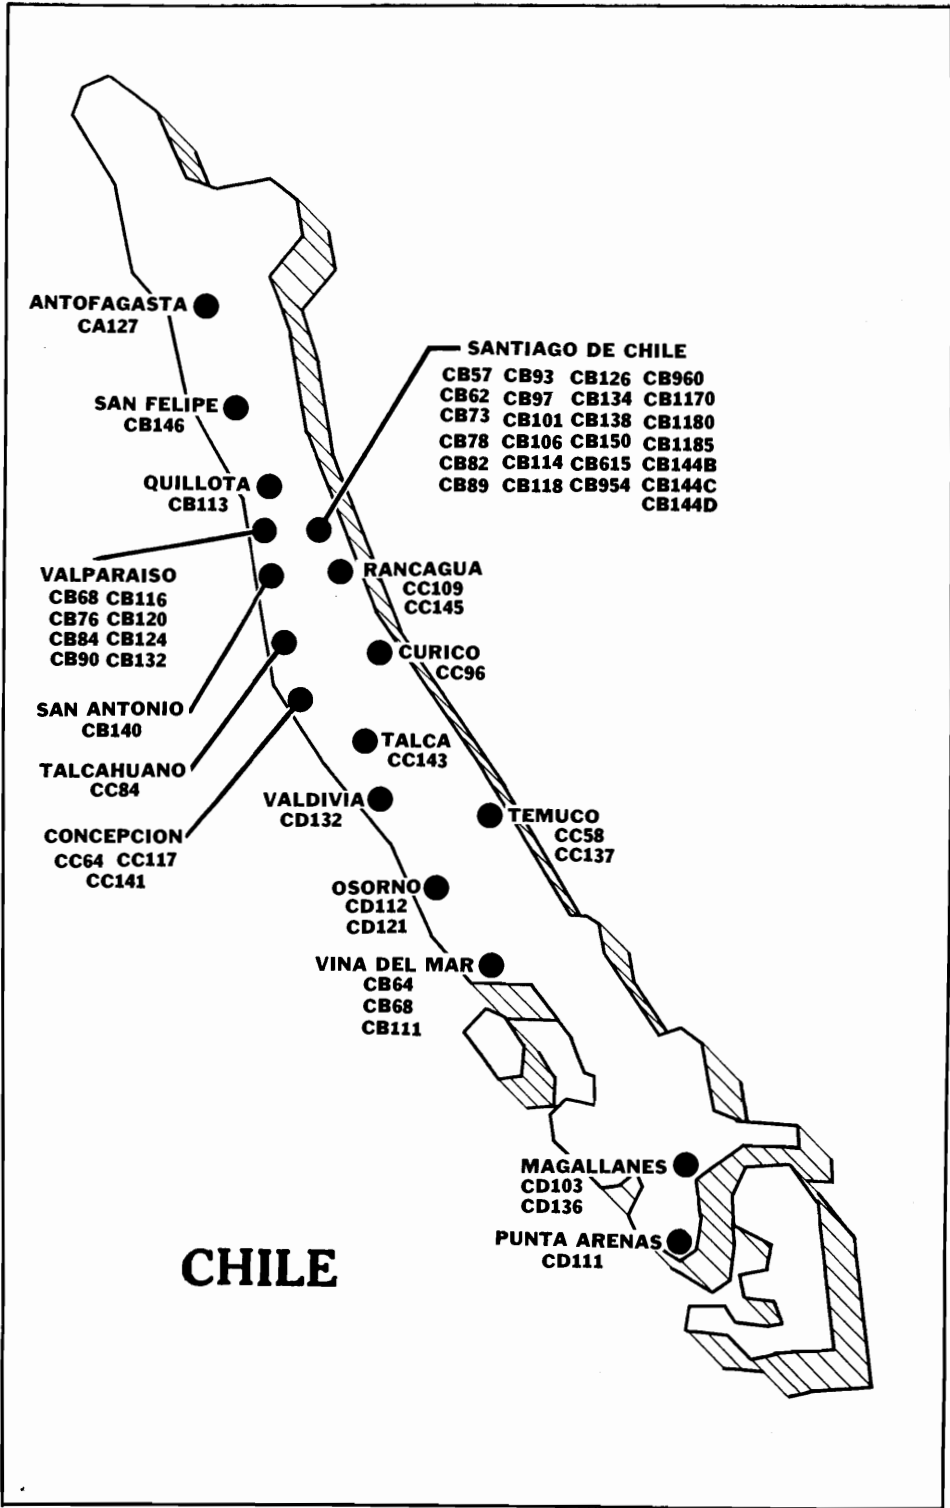 ANTOFAGASTA
CA127
SANTIAGO DE CHILE
CB57 CB93 CB126 CB960
CB62 CB97 CB134 CB1170
CB73 CB101 CB138 CB1180
CB78 CB106 CB150 CB1185
CB82 CB114 CB615 CB144B
CB89 CB118 CB954 CB144C
CB144D
SAN FELIPE
CB146
QUILLOTA
CB113
VALPARAISO
CB68 CB116
CB76 CB120
CB84 CB124
CB90 CB132
RANCAGUA
CC109
CC145
CURICO
CC96
SAN ANTONIO
CB140
TALCA
CC143
TALCAHUANO
CC84
VALDIVIA
CD132
TEMUCO
CC58
CC137
CONCEPCION
CC64 CC117
CC141
OSORNO
CD112
CD121
VINA DEL MAR
CB64
CB68
CB111
MAGALLANES
CD103
CD136
PUNTA ARENAS
CD111
CHILE